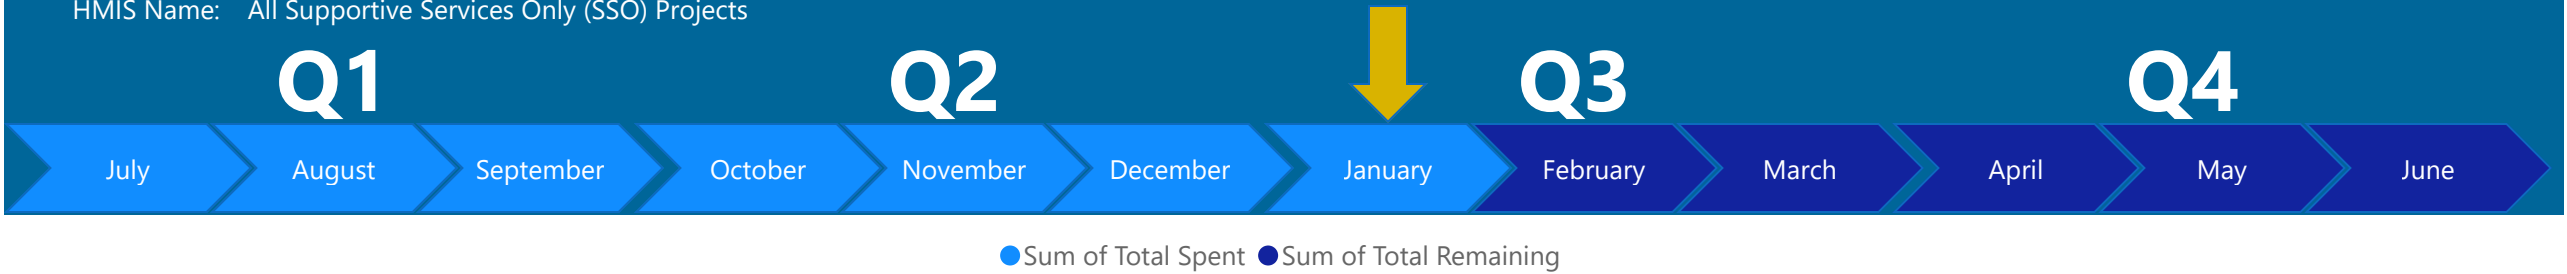 HMIS Name: All Supportive Services Only (SSO) Projects
Q1 Q2 Q3 Q4
July August September October November December January February March April May June
Sum of Total Spent Sum of Total Remaining